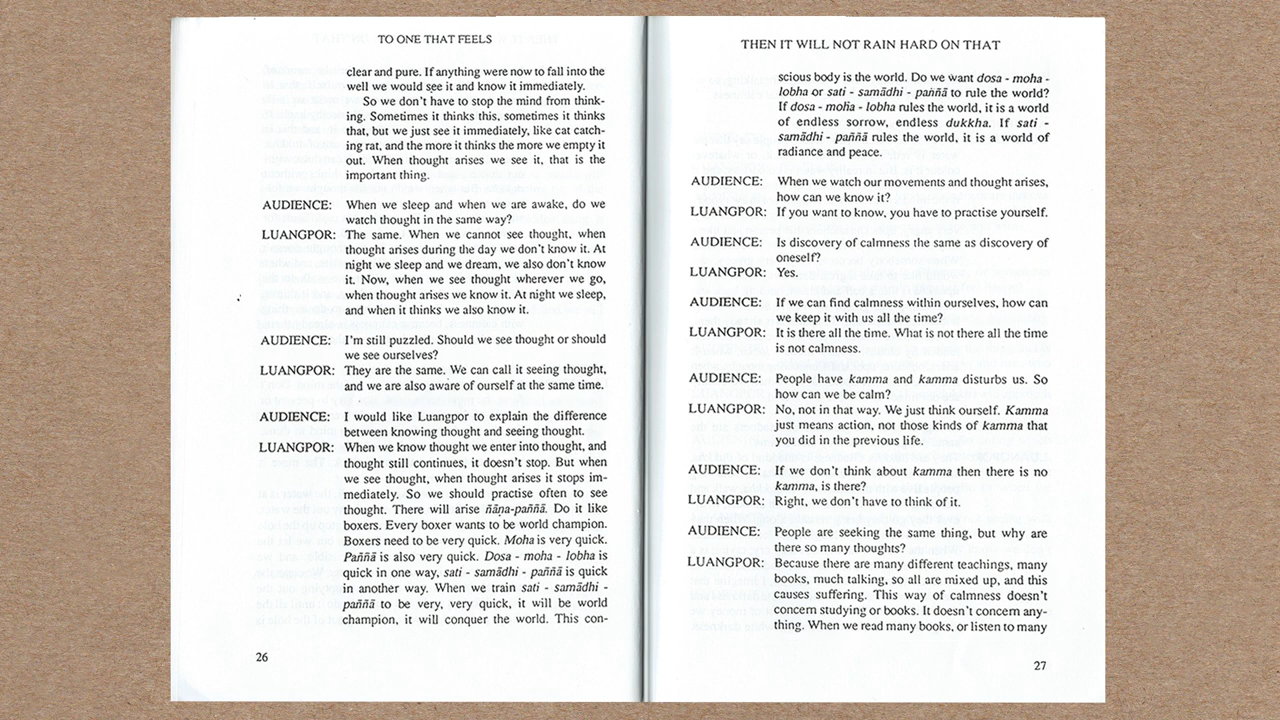 TO ONE THAT FEELS
clear and pure. If anything were now to fall into the
well we would see it and know it immediately.
So we don't have to stop the mind from think-
ing. Sometimes it thinks this, sometimes it thinks
that, but we just see it immediately, like cat catch-
ing rat, and the more it thinks the more we empty it
out. When thought arises we see it, that is the
important thing.
AUDIENCE: When we sleep and when we are awake, do we
watch thought in the same way?
LUANGPOR: The same. When we cannot see thought, when
thought arises during the day we don't know it. At
night we sleep and we dream, we also don't know
it. Now, when we see thought wherever we go,
when thought arises we know it. At night we sleep,
and when it thinks we also know it.
AUDIENCE: I'm still puzzled. Should we see thought or should
we see ourselves?
LUANGPOR: They are the same. We can call it seeing thought,
and we are also aware of ourself at the same time.
AUDIENCE: I would like Luangpor to explain the difference
between knowing thought and seeing thought.
LUANGPOR: When we know thought we enter into thought, and
thought still continues, it doesn't stop. But when
we see thought, when thought arises it stops im-
mediately. So we should practise often to see
thought. There will arise ñāṇa-paññā. Do it like
boxers. Every boxer wants to be world champion.
Boxers need to be very quick. Moha is very quick.
Paññā is also very quick. Dosa - moha - lobha is
quick in one way, sati - samādhi - paññā is quick
in another way. When we train sati - samādhi -
paññā to be very, very quick, it will be world
champion, it will conquer the world. This con-
26
THEN IT WILL NOT RAIN HARD ON THAT
scious body is the world. Do we want dosa - moha -
lobha or sati - samādhi - paññā to rule the world?
If dosa - moha - lobha rules the world, it is a world
of endless sorrow, endless dukkha. If sati -
samādhi - paññā rules the world, it is a world of
radiance and peace.
AUDIENCE: When we watch our movements and thought arises,
how can we know it?
LUANGPOR: If you want to know, you have to practise yourself.
AUDIENCE: Is discovery of calmness the same as discovery of
oneself?
LUANGPOR: Yes.
AUDIENCE: If we can find calmness within ourselves, how can
we keep it with us all the time?
LUANGPOR: It is there all the time. What is not there all the time
is not calmness.
AUDIENCE: People have kamma and kamma disturbs us. So
how can we be calm?
LUANGPOR: No, not in that way. We just think ourself. Kamma
just means action, not those kinds of kamma that
you did in the previous life.
AUDIENCE: If we don't think about kamma then there is no
kamma, is there?
LUANGPOR: Right, we don't have to think of it.
AUDIENCE: People are seeking the same thing, but why are
there so many thoughts?
LUANGPOR: Because there are many different teachings, many
books, much talking, so all are mixed up, and this
causes suffering. This way of calmness doesn't
concern studying or books. It doesn't concern any-
thing. When we read many books, or listen to many
27